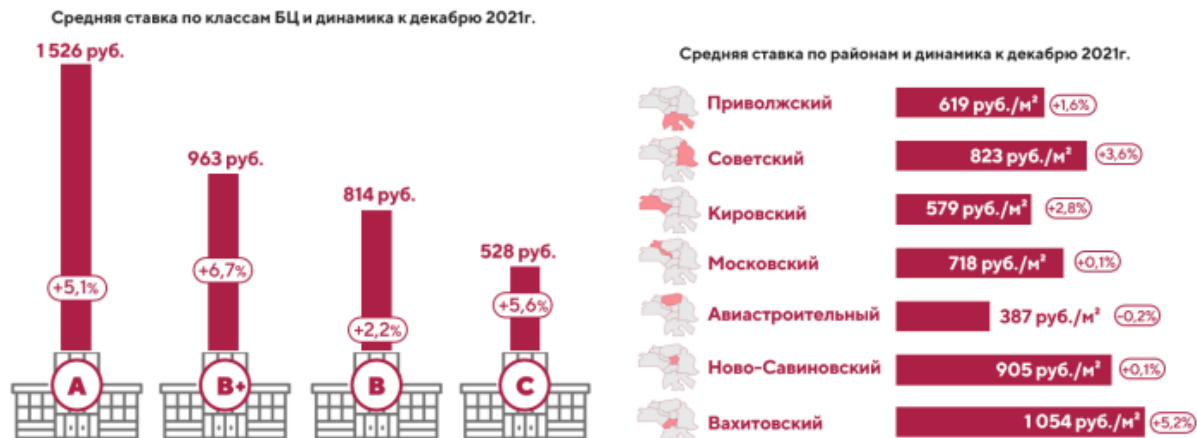 Средняя ставка по классам БЦ и динамика к декабрю 2021г.
1 526 руб.
963 руб.
814 руб.
528 руб.
+5,1%
+6,7%
+2,2%
+5,6%
A
B+
B
C
Средняя ставка по районам и динамика к декабрю 2021г.
Приволжский 619 руб./м² +1,6%
Советский 823 руб./м² +3,6%
Кировский 579 руб./м² +2,8%
Московский 718 руб./м² +0,1%
Авиастроительный 387 руб./м² -0,2%
Ново-Савиновский 905 руб./м² +0,1%
Вахитовский 1 054 руб./м² +5,2%